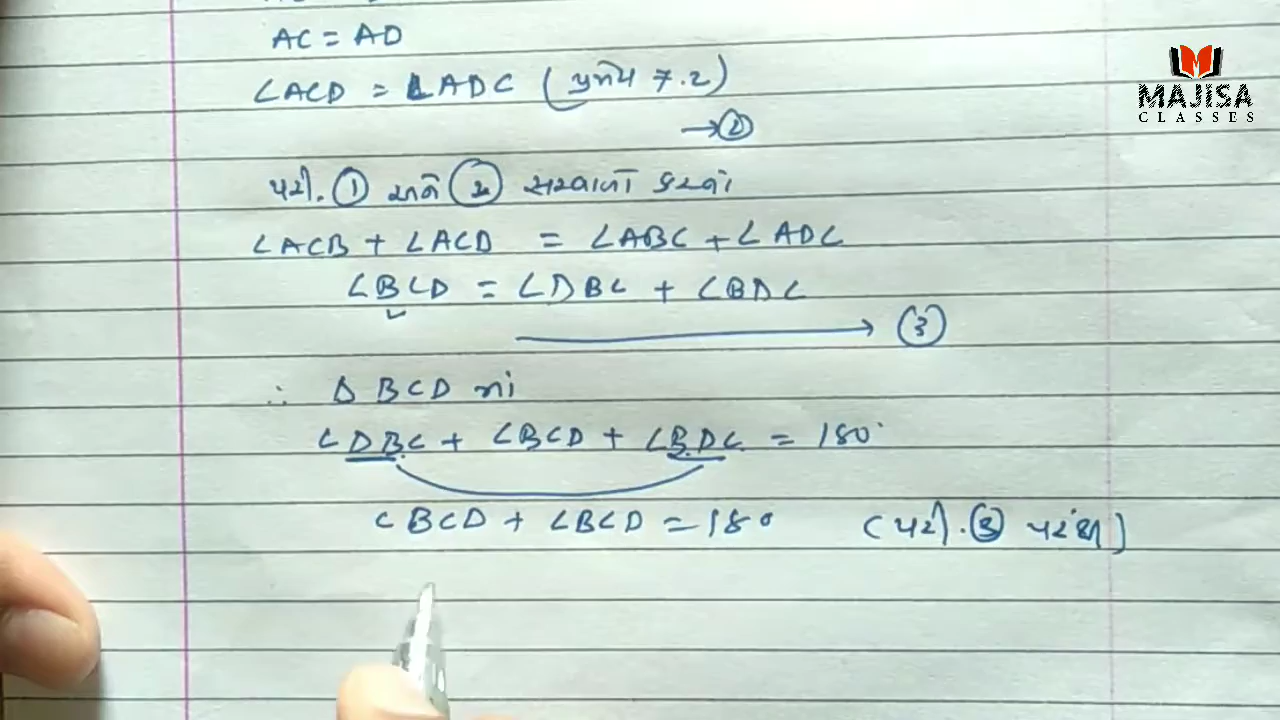 AC = AD
∠ACD = ∠ADC (પ્રમેય 7.2)
→ ②
પરિ. ① અને ② સરવાળો કરતાં
∠ACB + ∠ACD = ∠ABC + ∠ADC
∠BCD = ∠DBC + ∠BDC
→ ③
∴ Δ BCD માં
∠DBC + ∠BCD + ∠BDC = 180°
∠BCD + ∠BCD = 180° (પરિ. ③ પરથી)
MAJISA
CLASSES